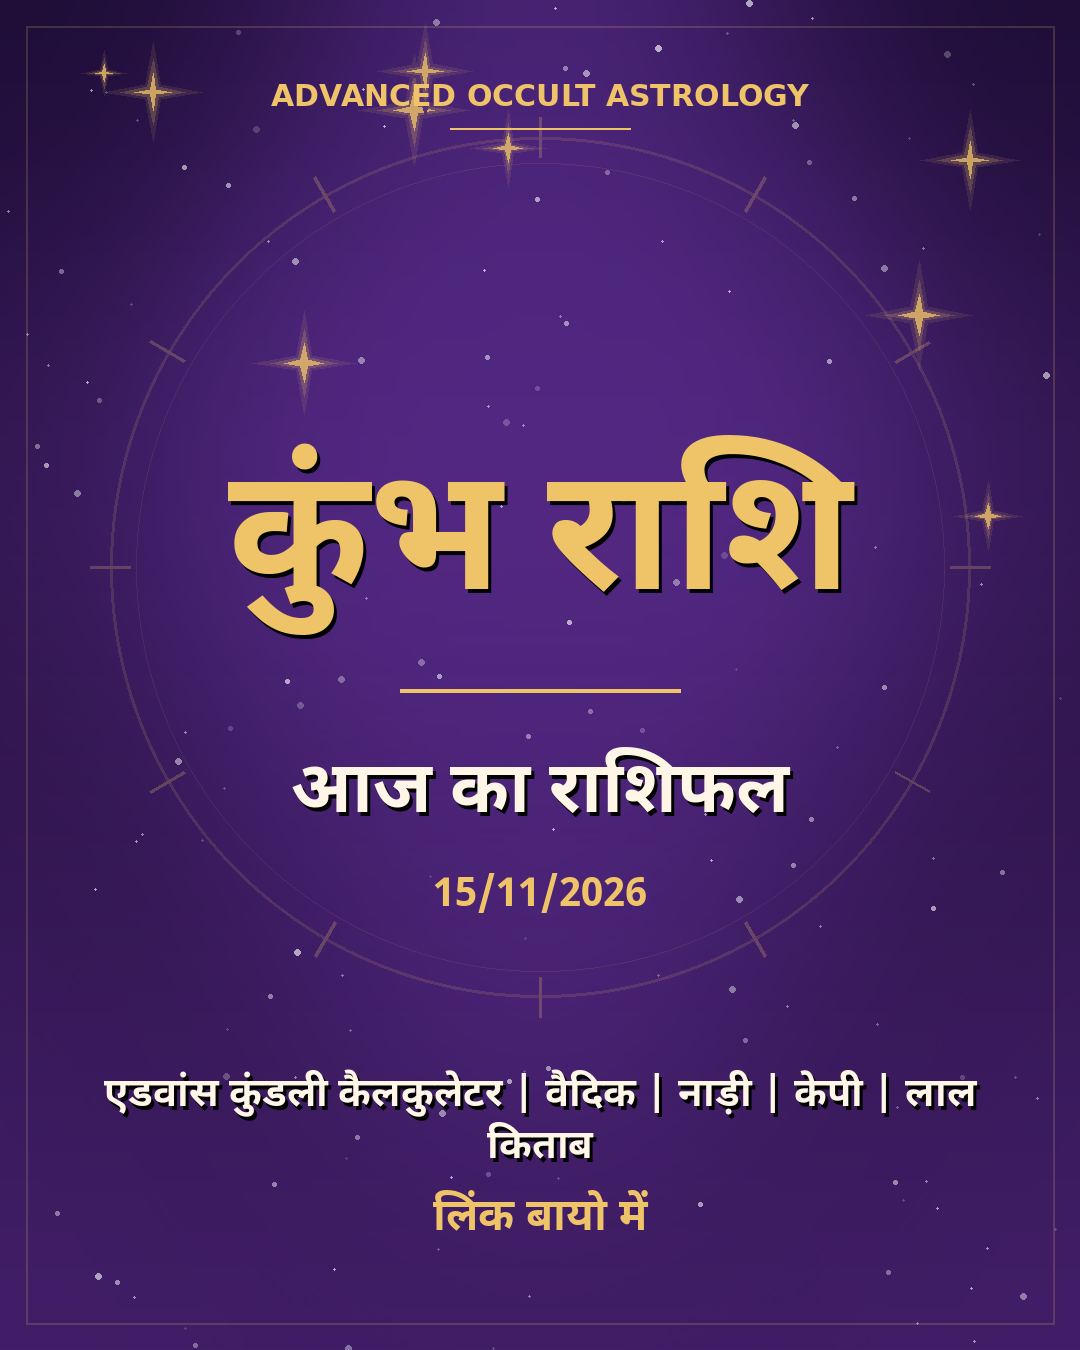 ADVANCED OCCULT ASTROLOGY
कुंभ राशि
आज का राशिफल
15/11/2026
एडवांस कुंडली कैलकुलेटर | वैदिक | नाड़ी | केपी | लाल
किताब
लिंक बायो में